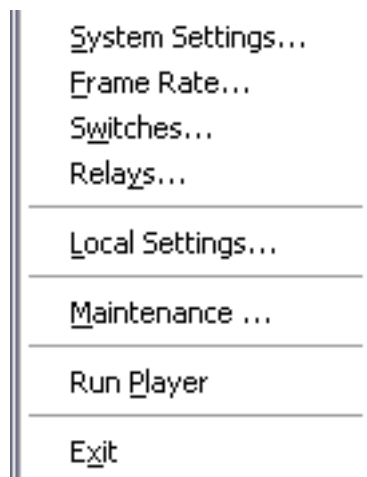 System Settings...
Frame Rate...
Switches...
Relays...
Local Settings...
Maintenance ...
Run Player
Exit